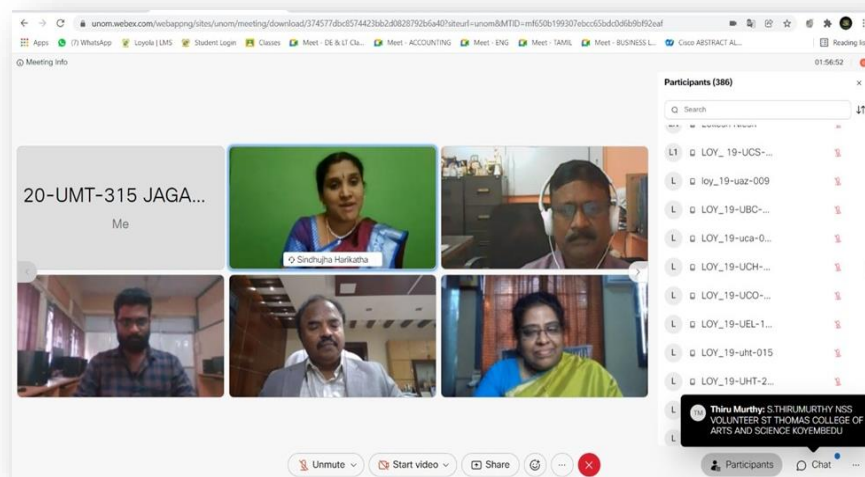 unom.webex.com/webappng/sites/unom/meeting/download/374577dbc8574423bb2d0828792b6a40?siteurl=unom&MTID=mf650b199307ebcc65bdc0d6b9bf92eaf
Apps (7) WhatsApp Loyola | LMS Student Login Classes Meet - DE & LT Cla... Meet - ACCOUNTING Meet - ENG Meet - TAMIL Meet - BUSINESS L... Cisco ABSTRACT AL... Reading list
Meeting Info 01:56:52
Participants (386)
Search
L1 LOY_ 19-UCS-...
L loy_19-uaz-009
L LOY_19-UBC-...
L LOY_19-uca-0...
L LOY_19-UCH-...
L LOY_19-UCO-...
L LOY_19-UEL-1...
L LOY_19-uht-015
L LOY_19-UHT-2...
L
L
20-UMT-315 JAGA...
Me
Sindhujha Harikatha
TM Thiru Murthy: S.THIRUMURTHY NSS
VOLUNTEER ST THOMAS COLLEGE OF
ARTS AND SCIENCE KOYEMBEDU
Unmute Start video Share Participants Chat